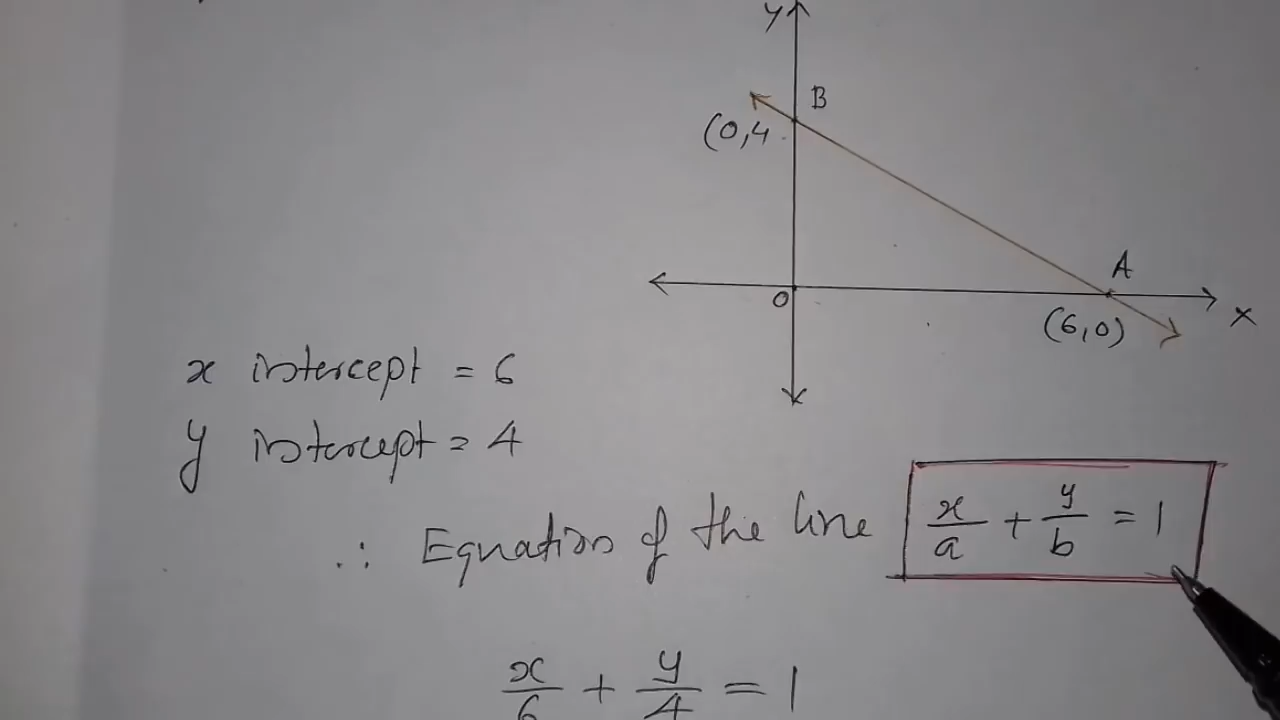 y
B
(0,4
A
O
(6,0)
x
x intercept = 6
y intercept = 4
∴ Equation of the line x/a + y/b = 1
x/6 + y/4 = 1